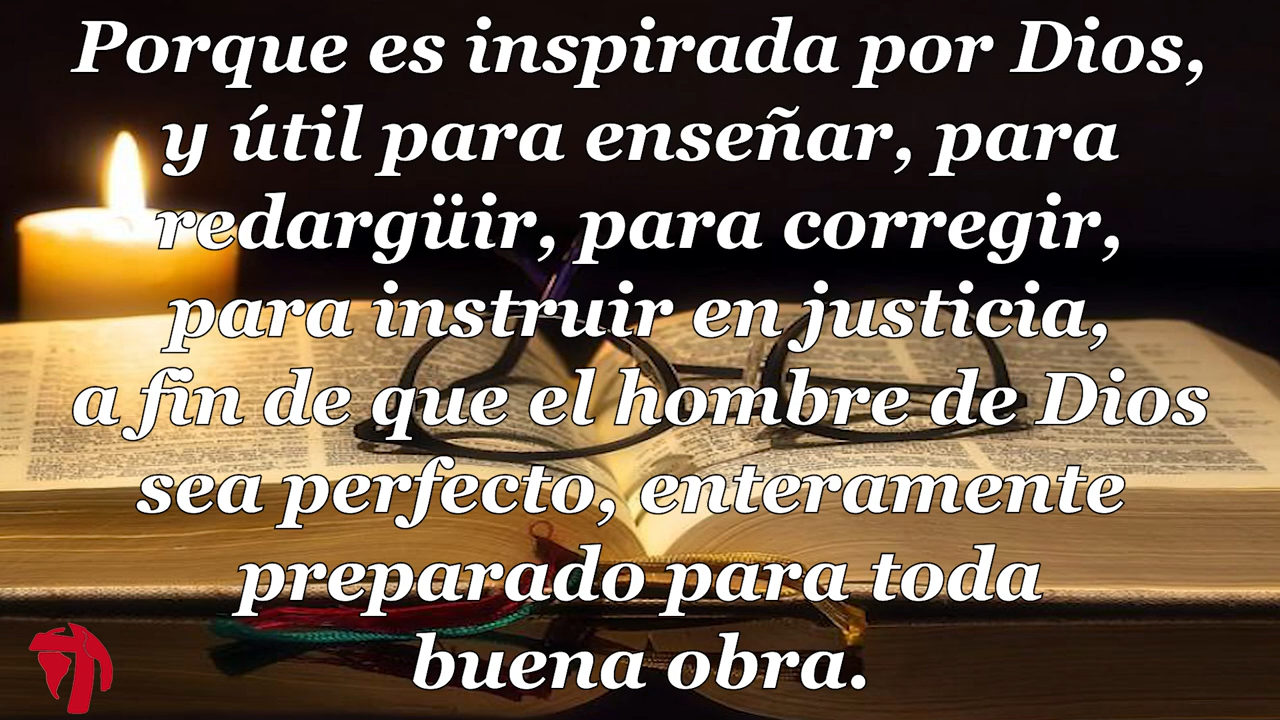 Porque es inspirada por Dios,
y útil para enseñar, para
redargüir, para corregir,
para instruir en justicia,
a fin de que el hombre de Dios
sea perfecto, enteramente
preparado para toda
buena obra.